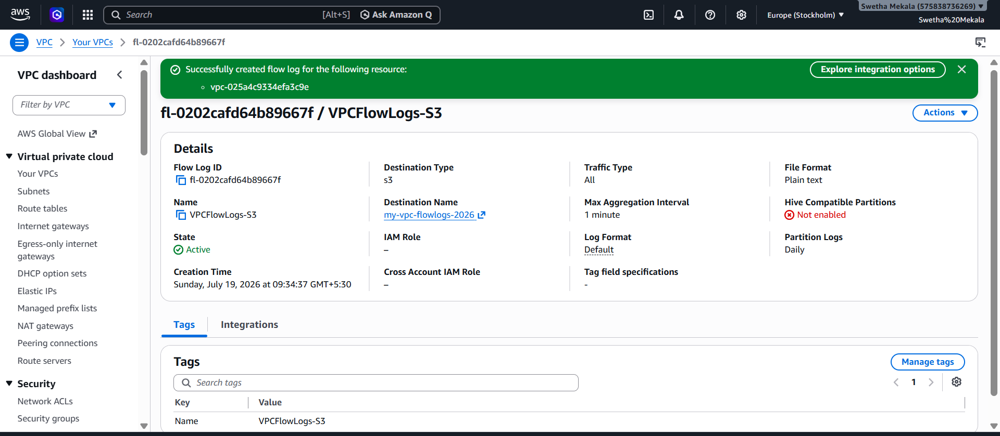 aws
Search
[Alt+S]
Ask Amazon Q
Europe (Stockholm)
Swetha Mekala (575838736269)
Swetha%20Mekala
VPC
Your VPCs
fl-0202cafd64b89667f
VPC dashboard
Filter by VPC
AWS Global View
Virtual private cloud
Your VPCs
Subnets
Route tables
Internet gateways
Egress-only internet
gateways
DHCP option sets
Elastic IPs
Managed prefix lists
NAT gateways
Peering connections
Route servers
Security
Network ACLs
Security groups
Successfully created flow log for the following resource:
vpc-025a4c9334efa3c9e
Explore integration options
fl-0202cafd64b89667f / VPCFlowLogs-S3
Actions
Details
Flow Log ID
fl-0202cafd64b89667f
Destination Type
s3
Traffic Type
All
File Format
Plain text
Name
VPCFlowLogs-S3
Destination Name
my-vpc-flowlogs-2026
Max Aggregation Interval
1 minute
Hive Compatible Partitions
Not enabled
State
Active
IAM Role
–
Log Format
Default
Partition Logs
Daily
Creation Time
Sunday, July 19, 2026 at 09:34:37 GMT+5:30
Cross Account IAM Role
–
Tag field specifications
-
Tags
Integrations
Tags
Manage tags
Search tags
1
Key
Value
Name
VPCFlowLogs-S3